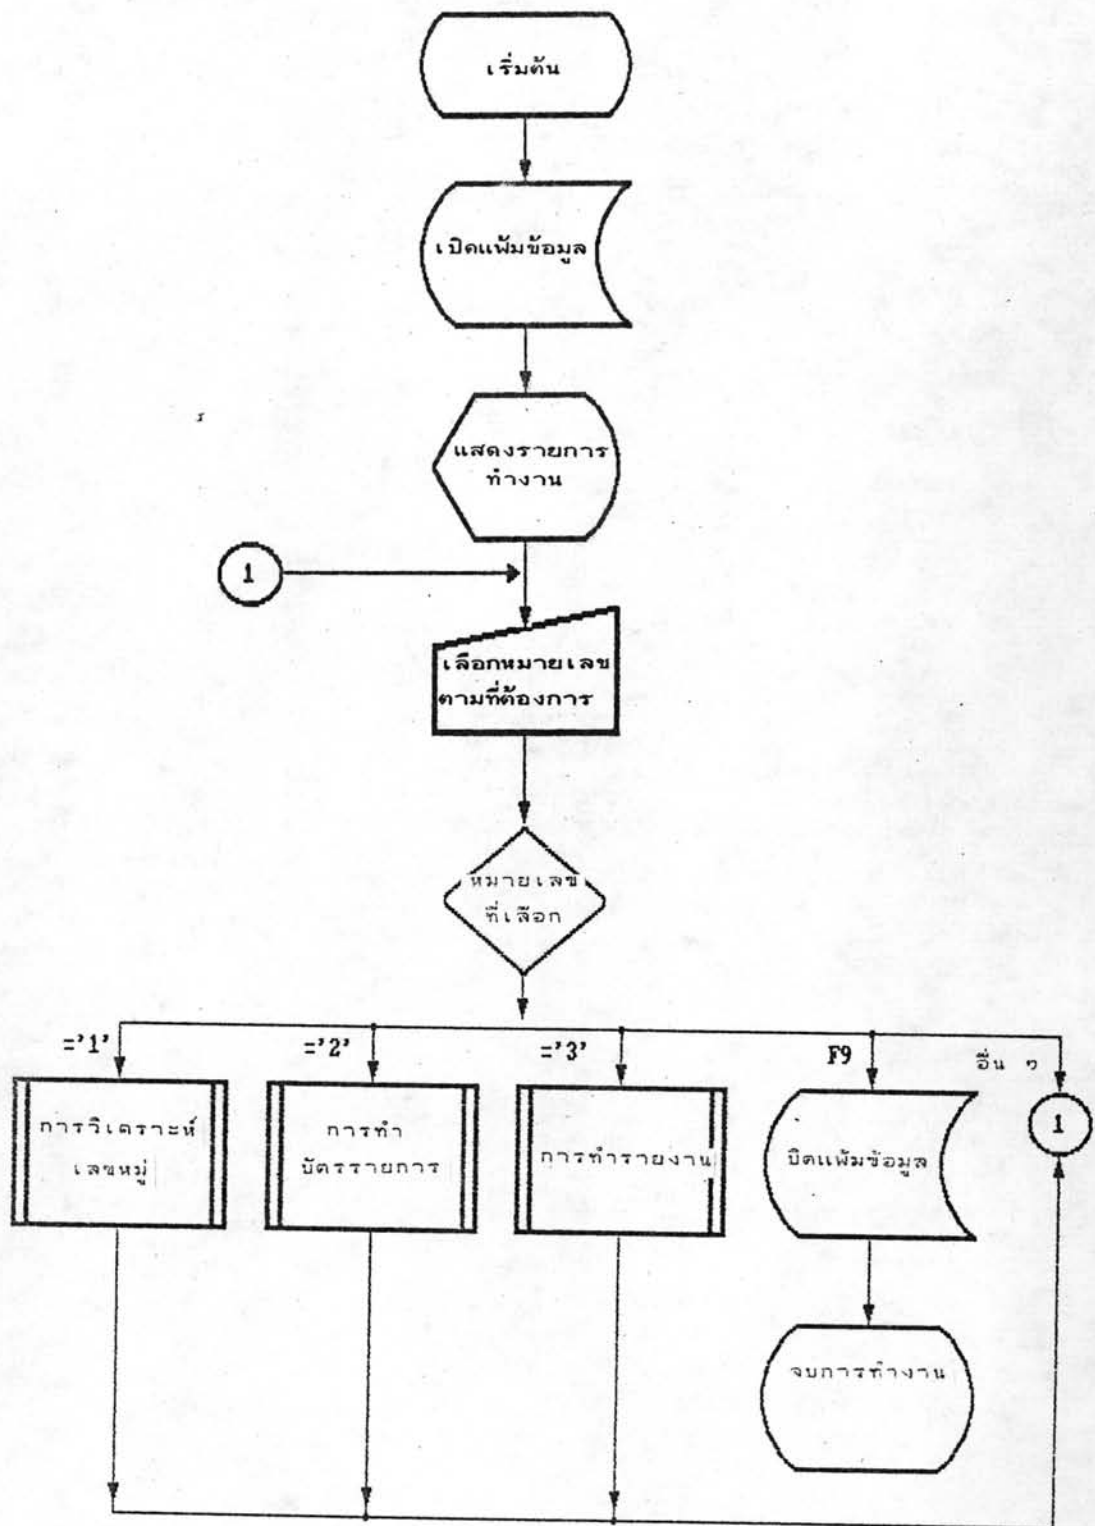 เริ่มต้น
เปิดแฟ้มข้อมูล
แสดงรายการ
ทำงาน
1
เลือกหมายเลข
ตามที่ต้องการ
หมายเลข
ที่เลือก
='1'
='2'
='3'
F9
อื่น ๆ
การวิเคราะห์
เลขหมู่
การทำ
บัตรรายการ
การทำรายงาน
ปิดแฟ้มข้อมูล
1
จบการทำงาน